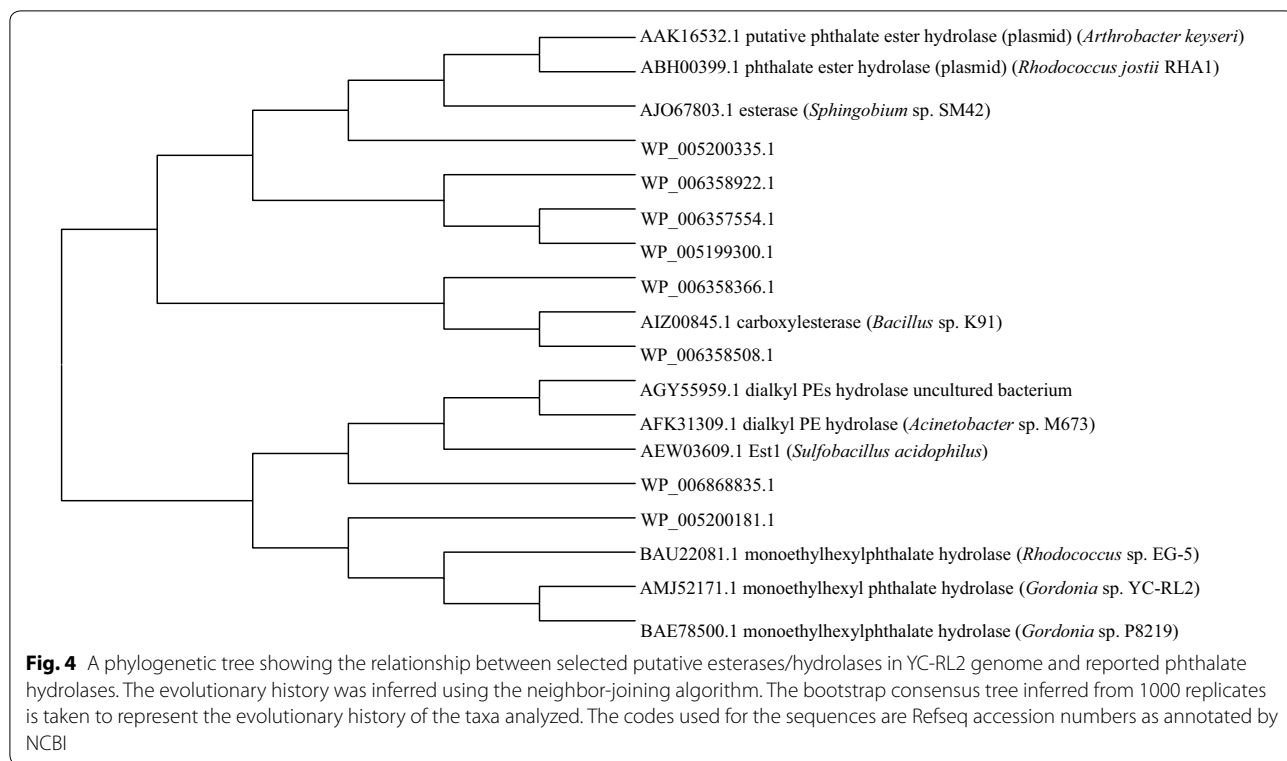 AAK16532.1 putative phthalate ester hydrolase (plasmid) (Arthrobacter keyseri)
ABH00399.1 phthalate ester hydrolase (plasmid) (Rhodococcus jostii RHA1)
AJO67803.1 esterase (Sphingobium sp. SM42)
WP_005200335.1
WP_006358922.1
WP_006357554.1
WP_005199300.1
WP_006358366.1
AIZ00845.1 carboxylesterase (Bacillus sp. K91)
WP_006358508.1
AGY55959.1 dialkyl PEs hydrolase uncultured bacterium
AFK31309.1 dialkyl PE hydrolase (Acinetobacter sp. M673)
AEW03609.1 Est1 (Sulfobacillus acidophilus)
WP_006868835.1
WP_005200181.1
BAU22081.1 monoethylhexylphthalate hydrolase (Rhodococcus sp. EG-5)
AMJ52171.1 monoethylhexyl phthalate hydrolase (Gordonia sp. YC-RL2)
BAE78500.1 monoethylhexylphthalate hydrolase (Gordonia sp. P8219)
Fig. 4 A phylogenetic tree showing the relationship between selected putative esterases/hydrolases in YC-RL2 genome and reported phthalate
hydrolases. The evolutionary history was inferred using the neighbor-joining algorithm. The bootstrap consensus tree inferred from 1000 replicates
is taken to represent the evolutionary history of the taxa analyzed. The codes used for the sequences are Refseq accession numbers as annotated by
NCBI